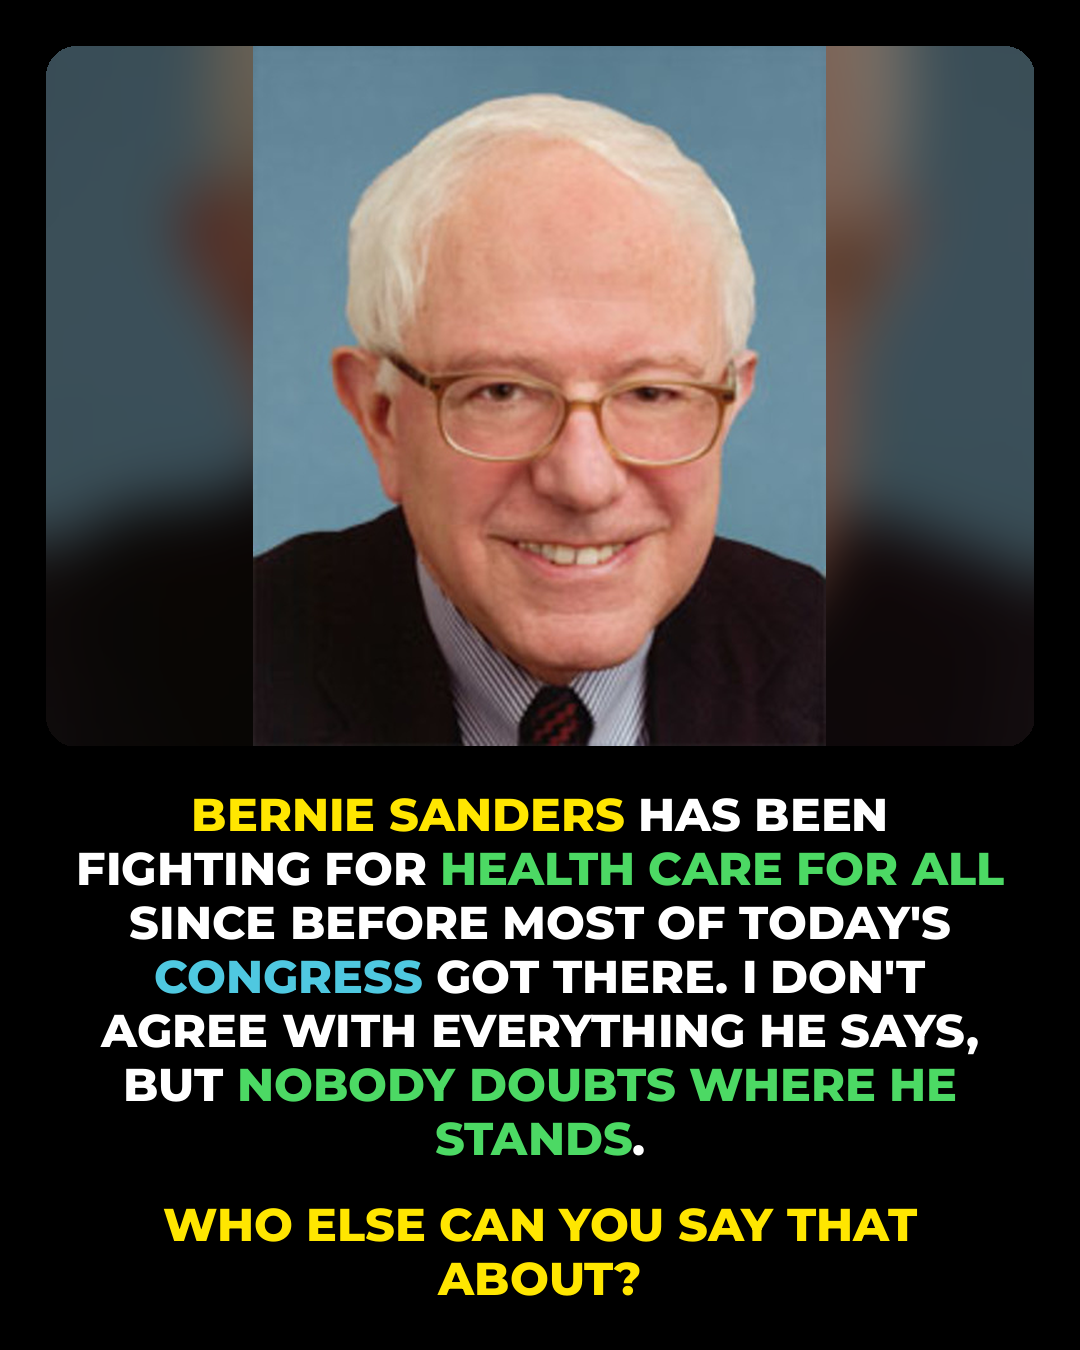 BERNIE SANDERS HAS BEEN
FIGHTING FOR HEALTH CARE FOR ALL
SINCE BEFORE MOST OF TODAY'S
CONGRESS GOT THERE. I DON'T
AGREE WITH EVERYTHING HE SAYS,
BUT NOBODY DOUBTS WHERE HE
STANDS.
WHO ELSE CAN YOU SAY THAT
ABOUT?